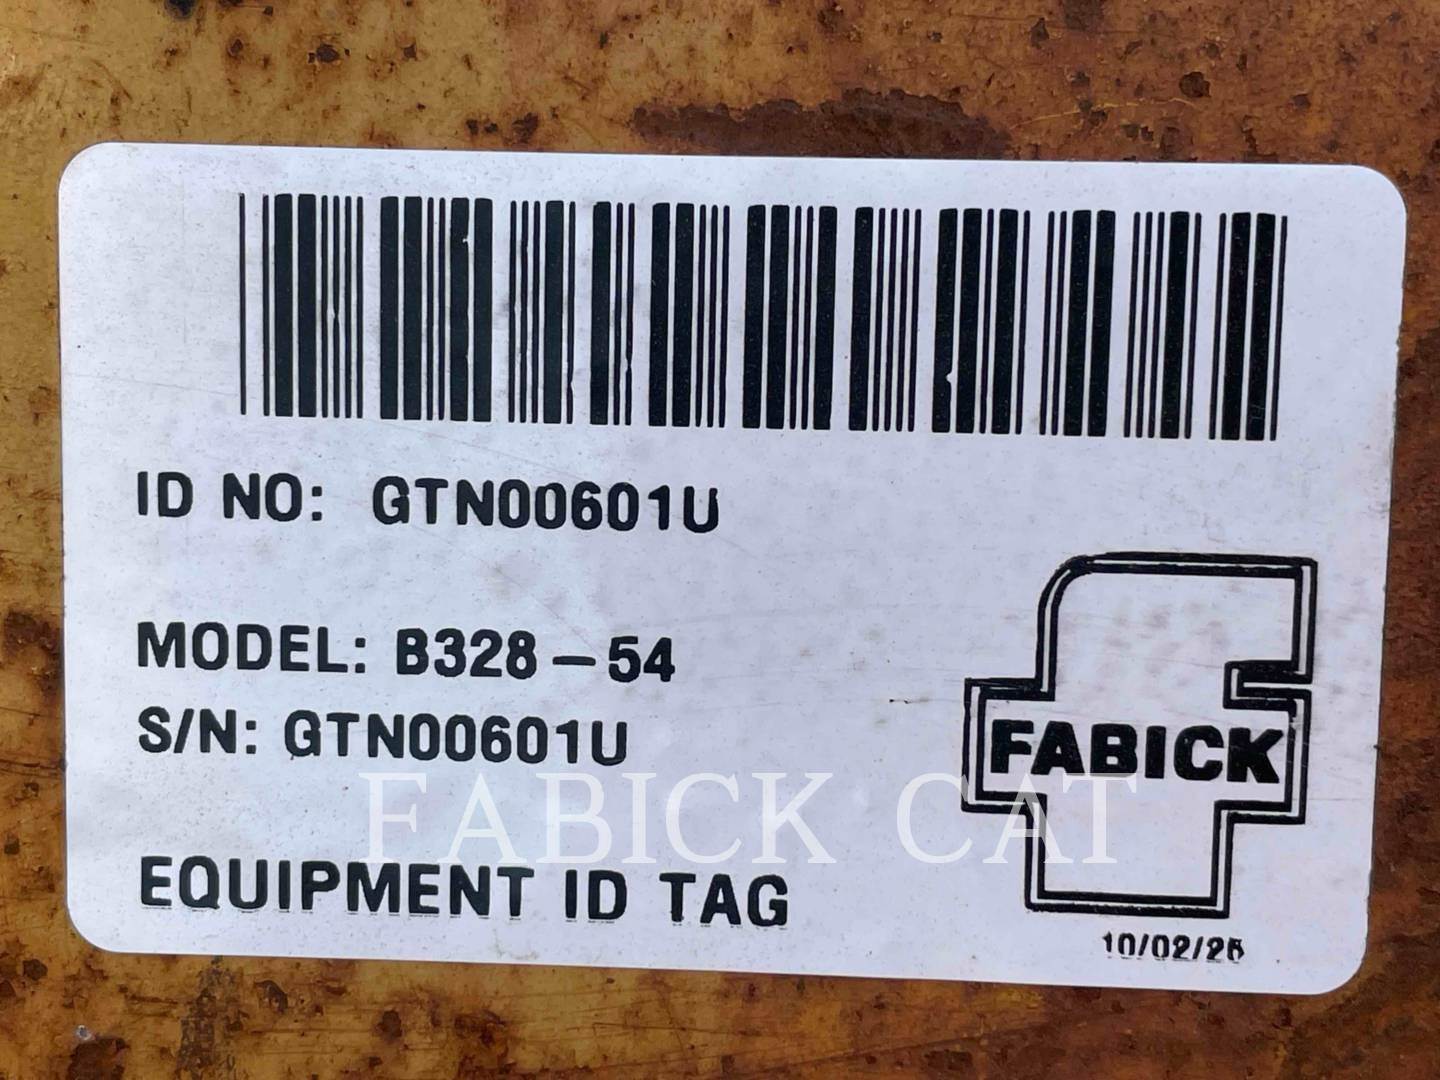 ID NO: GTN00601U
MODEL: B328-54
S/N: GTN00601U
FABICK
FABICK CAT
EQUIPMENT ID TAG